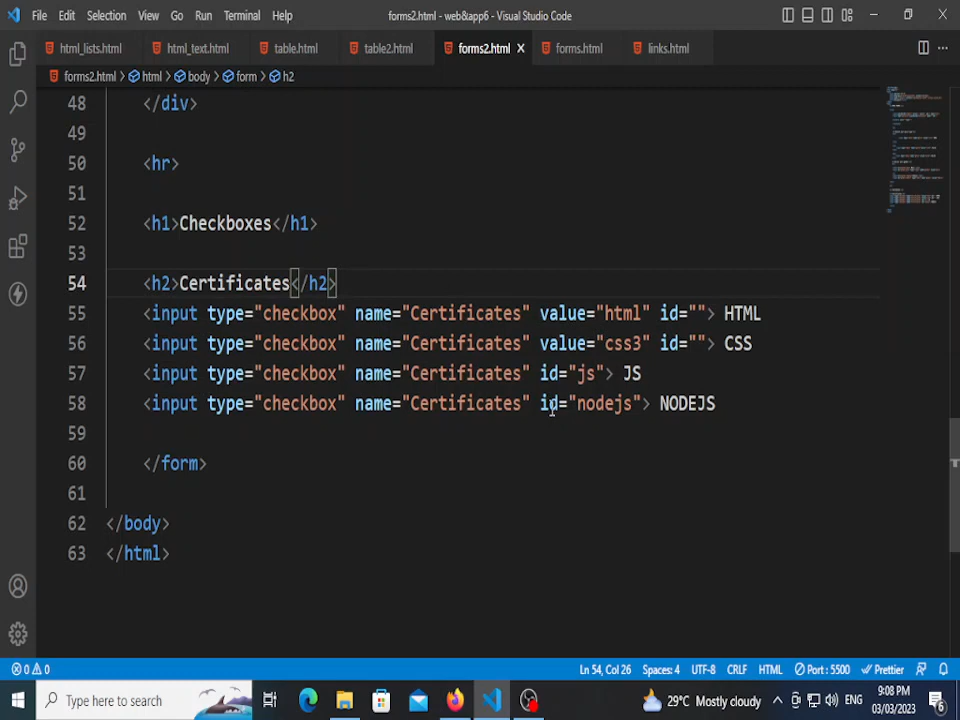 File Edit Selection View Go Run Terminal Help forms2.html - web&app6 - Visual Studio Code
html_lists.html html_text.html table.html table2.html forms2.html forms.html links.html
forms2.html > html > body > form > h2
48 </div>
49
50 <hr>
51
52 <h1>Checkboxes</h1>
53
54 <h2>Certificates</h2>
55 <input type="checkbox" name="Certificates" value="html" id=""> HTML
56 <input type="checkbox" name="Certificates" value="css3" id=""> CSS
57 <input type="checkbox" name="Certificates" id="js"> JS
58 <input type="checkbox" name="Certificates" id="nodejs"> NODEJS
59
60 </form>
61
62 </body>
63 </html>
0 0 Ln 54, Col 26 Spaces: 4 UTF-8 CRLF HTML Port : 5500 Prettier
Type here to search 29°C Mostly cloudy ENG 9:08 PM
03/03/2023 6